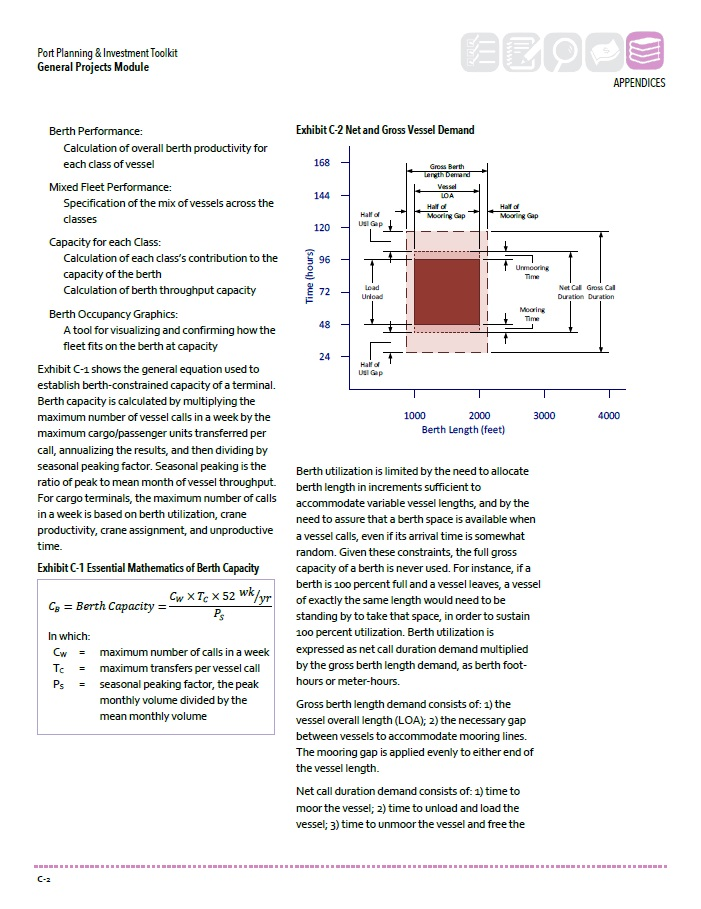 Port Planning & Investment Toolkit
General Projects Module
APPENDICES
Berth Performance:
Calculation of overall berth productivity for
each class of vessel
Mixed Fleet Performance:
Specification of the mix of vessels across the
classes
Capacity for each Class:
Calculation of each class's contribution to the
capacity of the berth
Calculation of berth throughput capacity
Berth Occupancy Graphics:
A tool for visualizing and confirming how the
fleet fits on the berth at capacity
Exhibit C-1 shows the general equation used to
establish berth-constrained capacity of a terminal.
Berth capacity is calculated by multiplying the
maximum number of vessel calls in a week by the
maximum cargo/passenger units transferred per
call, annualizing the results, and then dividing by
seasonal peaking factor. Seasonal peaking is the
ratio of peak to mean month of vessel throughput.
For cargo terminals, the maximum number of calls
in a week is based on berth utilization, crane
productivity, crane assignment, and unproductive
time.
Exhibit C-1 Essential Mathematics of Berth Capacity
C_B = Berth Capacity = (C_W × T_C × 52 wk/yr) / P_S
In which:
Cw = maximum number of calls in a week
Tc = maximum transfers per vessel call
Ps = seasonal peaking factor, the peak
monthly volume divided by the
mean monthly volume
Exhibit C-2 Net and Gross Vessel Demand
168
144
120
96
72
48
24
Time (hours)
Gross Berth
Length Demand
Vessel
LOA
Half of
Mooring Gap
Half of
Mooring Gap
Half of
Util Gap
Load
Unload
Unmooring
Time
Net Call
Duration
Gross Call
Duration
Mooring
Time
Half of
Util Gap
1000
2000
3000
4000
Berth Length (feet)
Berth utilization is limited by the need to allocate
berth length in increments sufficient to
accommodate variable vessel lengths, and by the
need to assure that a berth space is available when
a vessel calls, even if its arrival time is somewhat
random. Given these constraints, the full gross
capacity of a berth is never used. For instance, if a
berth is 100 percent full and a vessel leaves, a vessel
of exactly the same length would need to be
standing by to take that space, in order to sustain
100 percent utilization. Berth utilization is
expressed as net call duration demand multiplied
by the gross berth length demand, as berth foot-
hours or meter-hours.
Gross berth length demand consists of: 1) the
vessel overall length (LOA); 2) the necessary gap
between vessels to accommodate mooring lines.
The mooring gap is applied evenly to either end of
the vessel length.
Net call duration demand consists of: 1) time to
moor the vessel; 2) time to unload and load the
vessel; 3) time to unmoor the vessel and free the
C-2